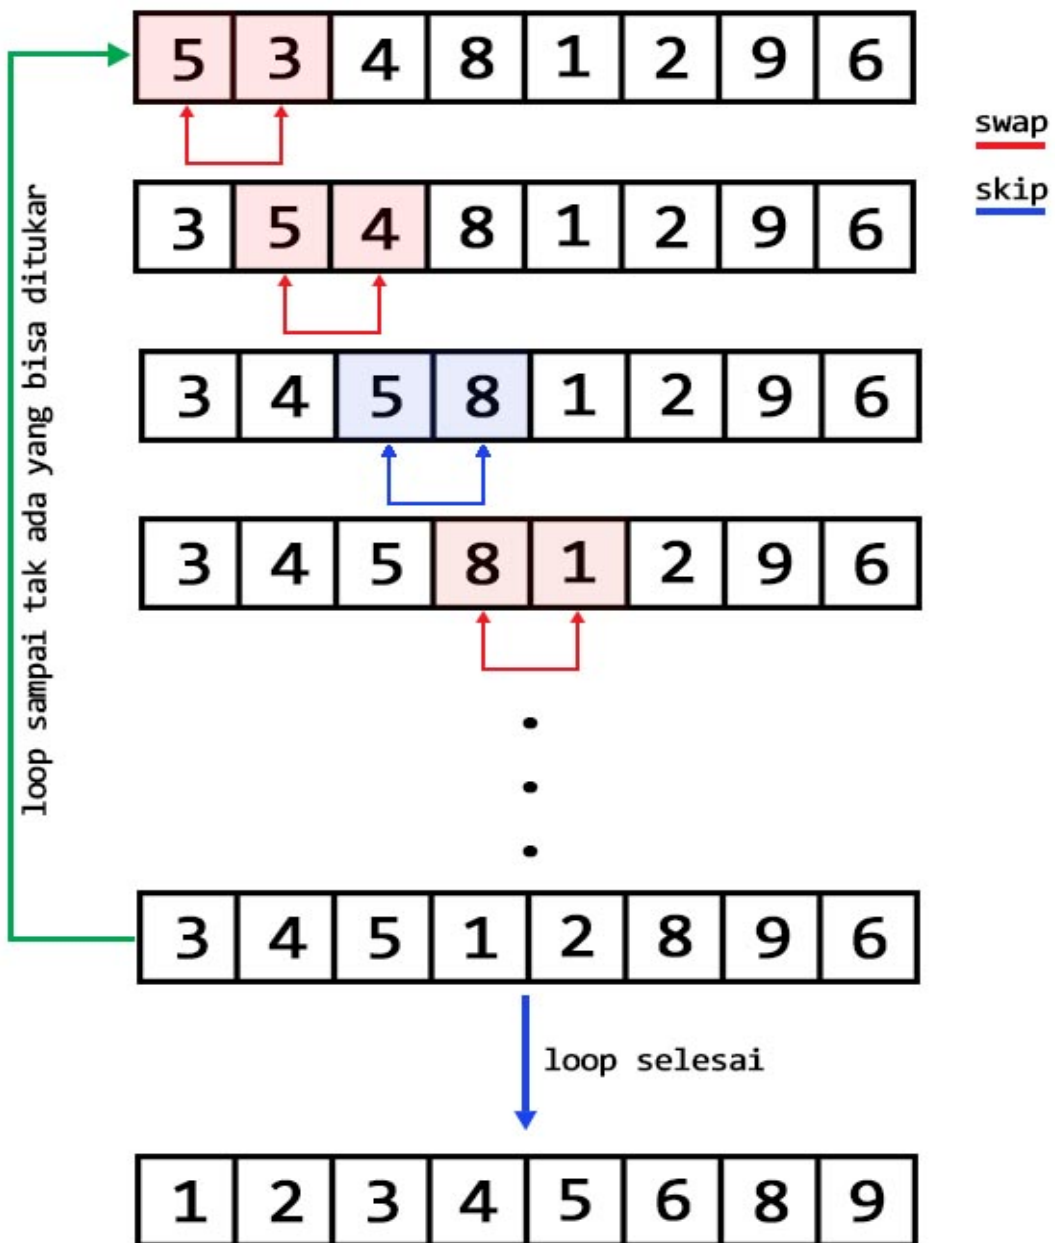 5 3 4 8 1 2 9 6
swap
skip
3 5 4 8 1 2 9 6
3 4 5 8 1 2 9 6
3 4 5 8 1 2 9 6
loop sampai tak ada yang bisa ditukar
3 4 5 1 2 8 9 6
loop selesai
1 2 3 4 5 6 8 9